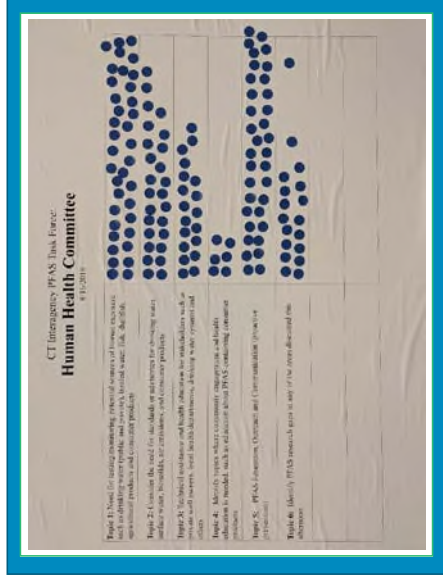 CT Interagency PFAS Task Force:
Human Health Committee
Topic 1: Need for testing/monitoring potential sources of human exposure
such as drinking water (public and private), bottled water, fish, shellfish,
agricultural products and consumer products
Topic 2: Consider the need for standards or advisories for drinking water,
surface water, biosolids, air emissions, and consumer products
Topic 3: Technical assistance and health education for stakeholders such as
private well owners, local health departments, drinking water systems and
others
Topic 4: Identify topics where community engagement and health
education is needed, such as education about PFAS-containing consumer
products
Topic 5: PFAS Education, Outreach and Communication (proactive
Topic 6: Identify PFAS research gaps in any of the areas discussed this
afternoon